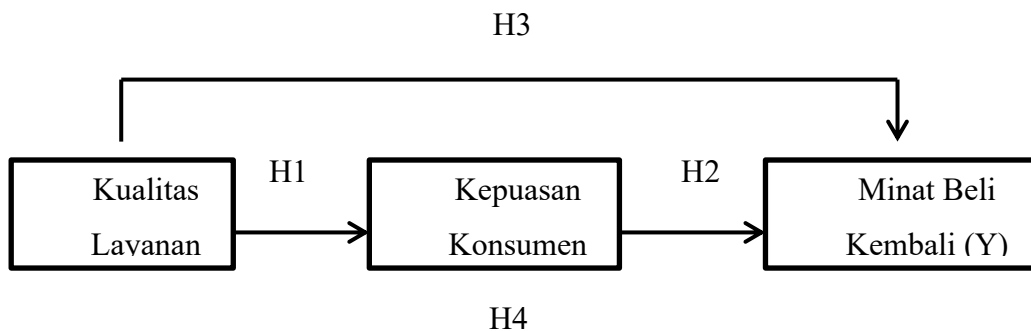 H3
H1
H2
Kualitas
Layanan
Kepuasan
Konsumen
Minat Beli
Kembali (Y)
H4